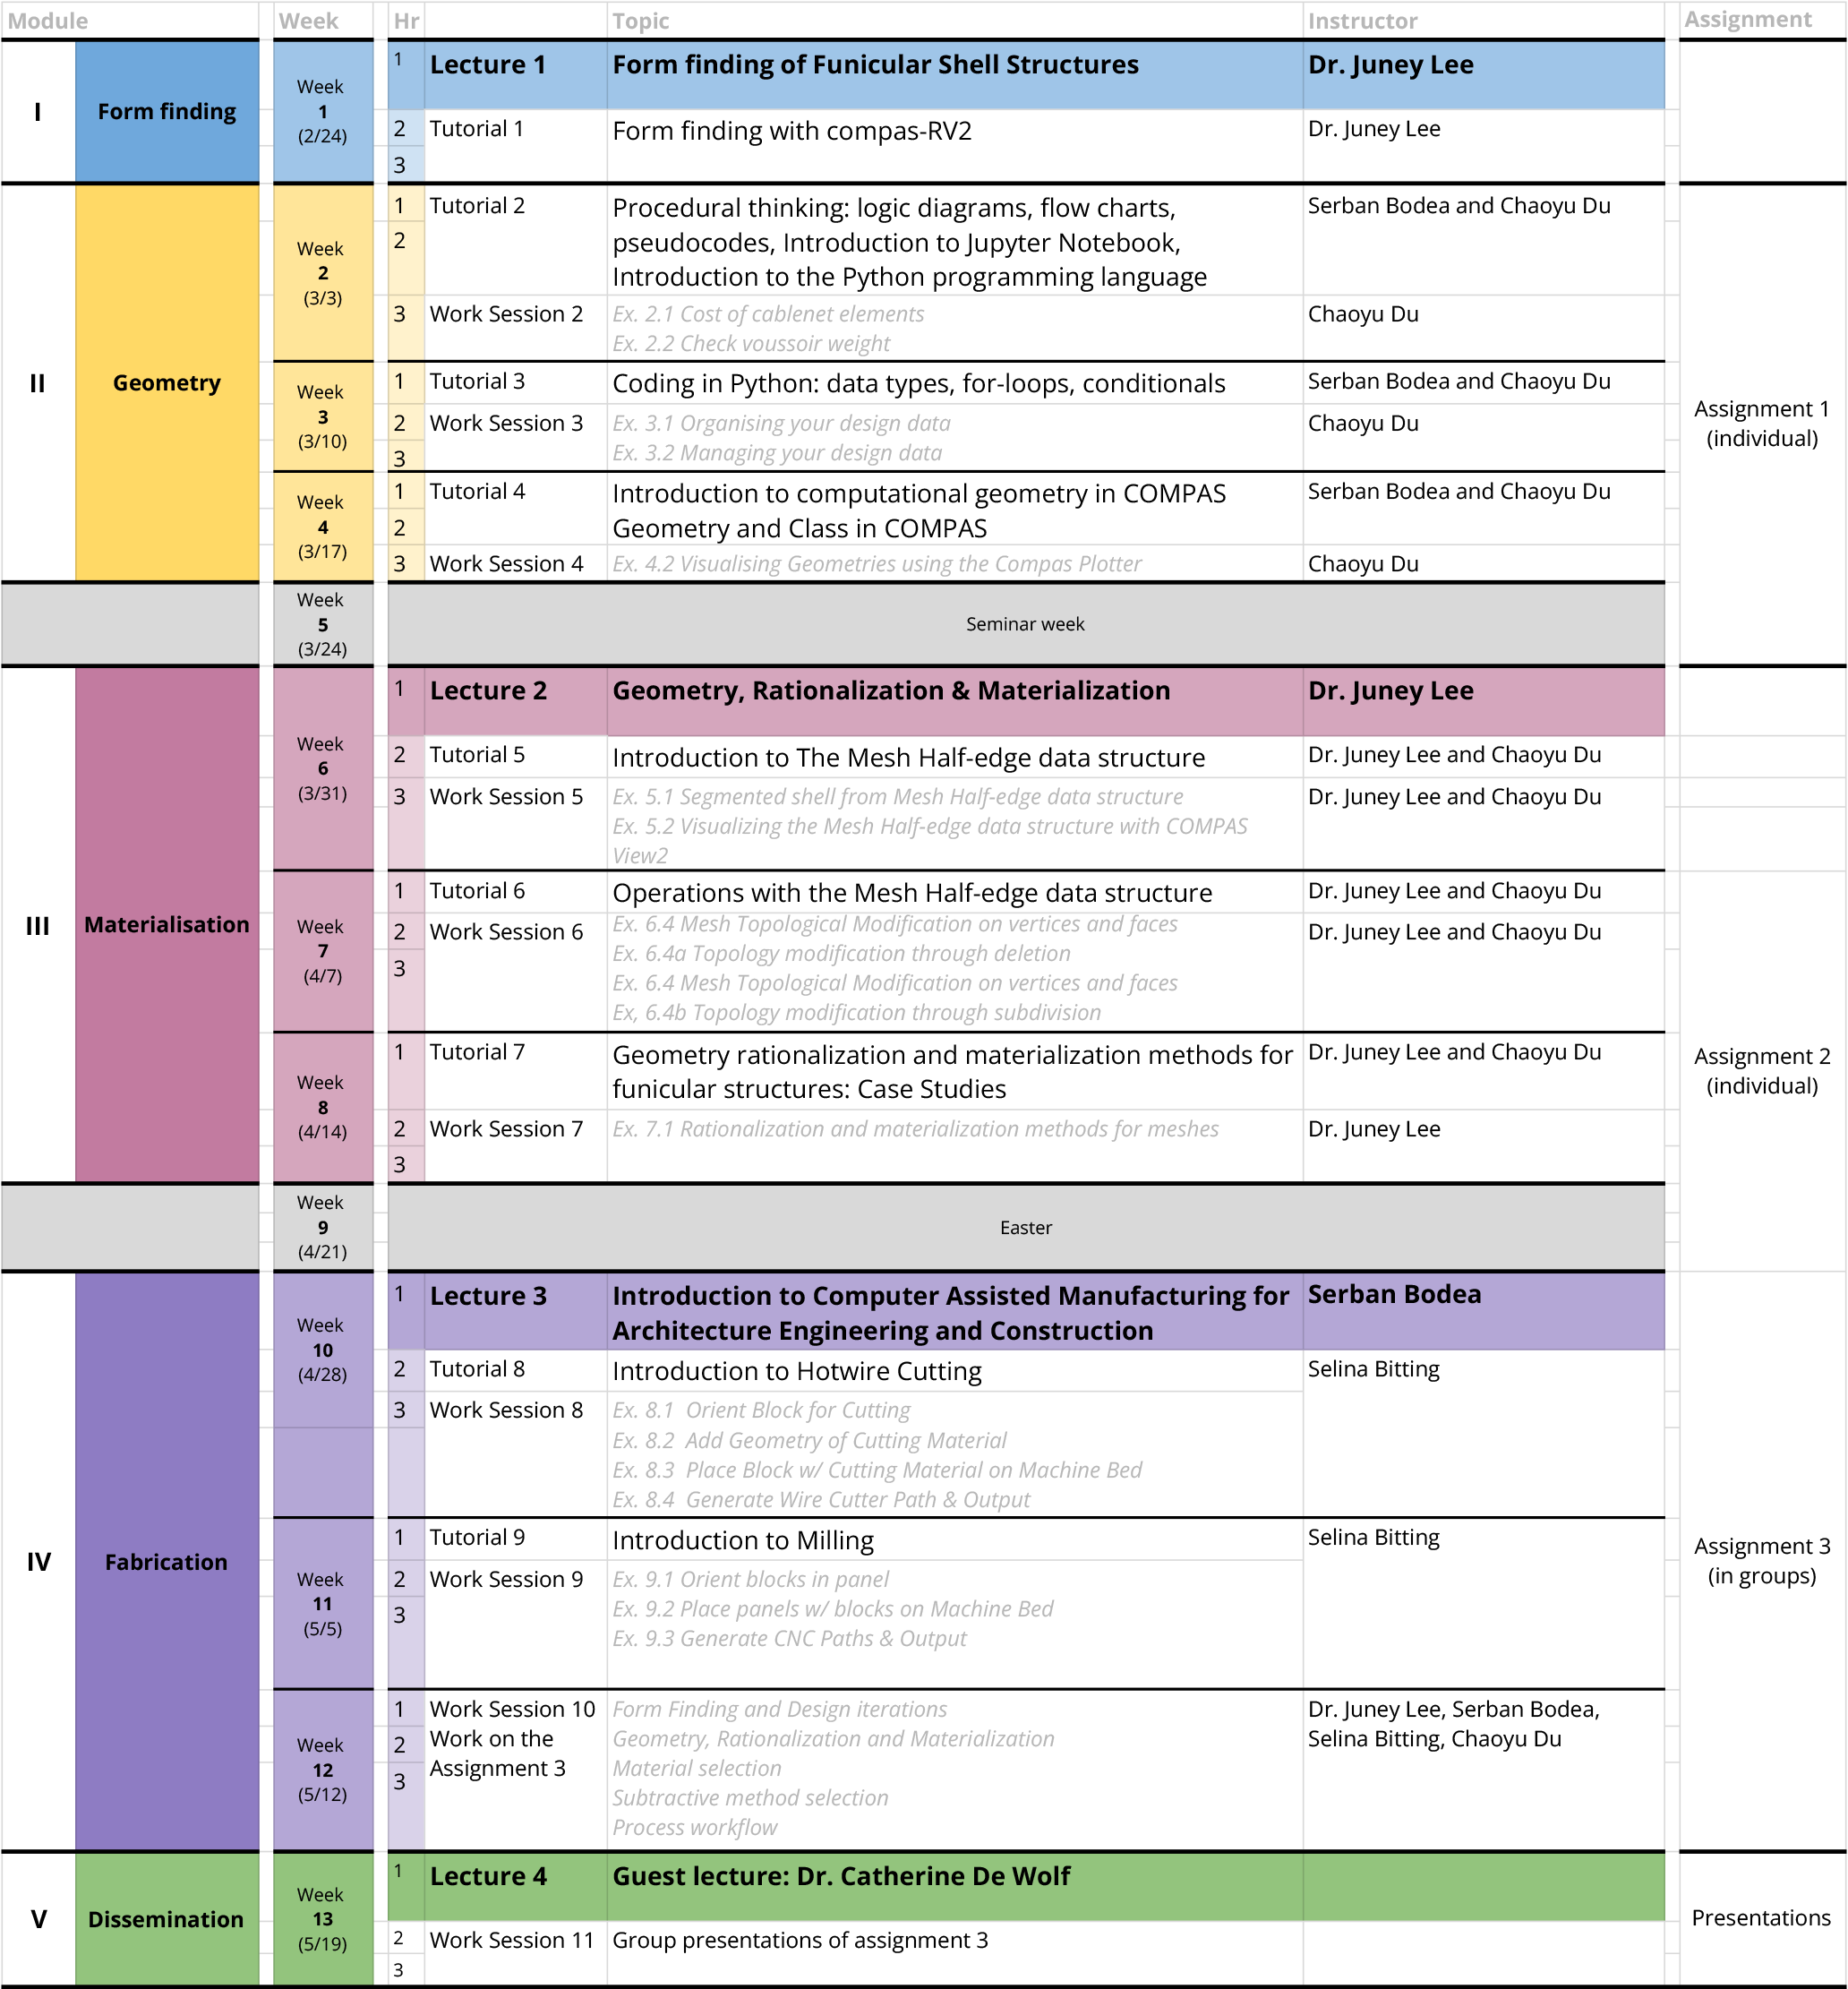 Module Week Hr Topic Instructor Assignment
I
Form finding
Week
1
(2/24)
1 Lecture 1 Form finding of Funicular Shell Structures Dr. Juney Lee
2 Tutorial 1 Form finding with compas-RV2 Dr. Juney Lee
3
II
Geometry
Week
2
(3/3)
1 Tutorial 2 Procedural thinking: logic diagrams, flow charts, Serban Bodea and Chaoyu Du
2 pseudocodes, Introduction to Jupyter Notebook,
Introduction to the Python programming language
3 Work Session 2 Ex. 2.1 Cost of cablenet elements Chaoyu Du
Ex. 2.2 Check voussoir weight
Week
3
(3/10)
1 Tutorial 3 Coding in Python: data types, for-loops, conditionals Serban Bodea and Chaoyu Du
2 Work Session 3 Ex. 3.1 Organising your design data Chaoyu Du
3 Ex. 3.2 Managing your design data
Assignment 1
(individual)
Week
4
(3/17)
1 Tutorial 4 Introduction to computational geometry in COMPAS Serban Bodea and Chaoyu Du
2 Geometry and Class in COMPAS
3 Work Session 4 Ex. 4.2 Visualising Geometries using the Compas Plotter Chaoyu Du
Week
5
(3/24)
Seminar week
III
Materialisation
Week
6
(3/31)
1 Lecture 2 Geometry, Rationalization & Materialization Dr. Juney Lee
2 Tutorial 5 Introduction to The Mesh Half-edge data structure Dr. Juney Lee and Chaoyu Du
3 Work Session 5 Ex. 5.1 Segmented shell from Mesh Half-edge data structure Dr. Juney Lee and Chaoyu Du
Ex. 5.2 Visualizing the Mesh Half-edge data structure with COMPAS
View2
Week
7
(4/7)
1 Tutorial 6 Operations with the Mesh Half-edge data structure Dr. Juney Lee and Chaoyu Du
2 Work Session 6 Ex. 6.4 Mesh Topological Modification on vertices and faces Dr. Juney Lee and Chaoyu Du
Ex. 6.4a Topology modification through deletion
3 Ex. 6.4 Mesh Topological Modification on vertices and faces
Ex, 6.4b Topology modification through subdivision
Week
8
(4/14)
1 Tutorial 7 Geometry rationalization and materialization methods for Dr. Juney Lee and Chaoyu Du
funicular structures: Case Studies
2 Work Session 7 Ex. 7.1 Rationalization and materialization methods for meshes Dr. Juney Lee
3
Assignment 2
(individual)
Week
9
(4/21)
Easter
IV
Fabrication
Week
10
(4/28)
1 Lecture 3 Introduction to Computer Assisted Manufacturing for Serban Bodea
Architecture Engineering and Construction
2 Tutorial 8 Introduction to Hotwire Cutting Selina Bitting
3 Work Session 8 Ex. 8.1 Orient Block for Cutting
Ex. 8.2 Add Geometry of Cutting Material
Ex. 8.3 Place Block w/ Cutting Material on Machine Bed
Ex. 8.4 Generate Wire Cutter Path & Output
Week
11
(5/5)
1 Tutorial 9 Introduction to Milling Selina Bitting
2 Work Session 9 Ex. 9.1 Orient blocks in panel
3 Ex. 9.2 Place panels w/ blocks on Machine Bed
Ex. 9.3 Generate CNC Paths & Output
Assignment 3
(in groups)
Week
12
(5/12)
1 Work Session 10 Form Finding and Design iterations Dr. Juney Lee, Serban Bodea,
2 Work on the Geometry, Rationalization and Materialization Selina Bitting, Chaoyu Du
3 Assignment 3 Material selection
Subtractive method selection
Process workflow
V
Dissemination
Week
13
(5/19)
1 Lecture 4 Guest lecture: Dr. Catherine De Wolf
2 Work Session 11 Group presentations of assignment 3
3
Presentations